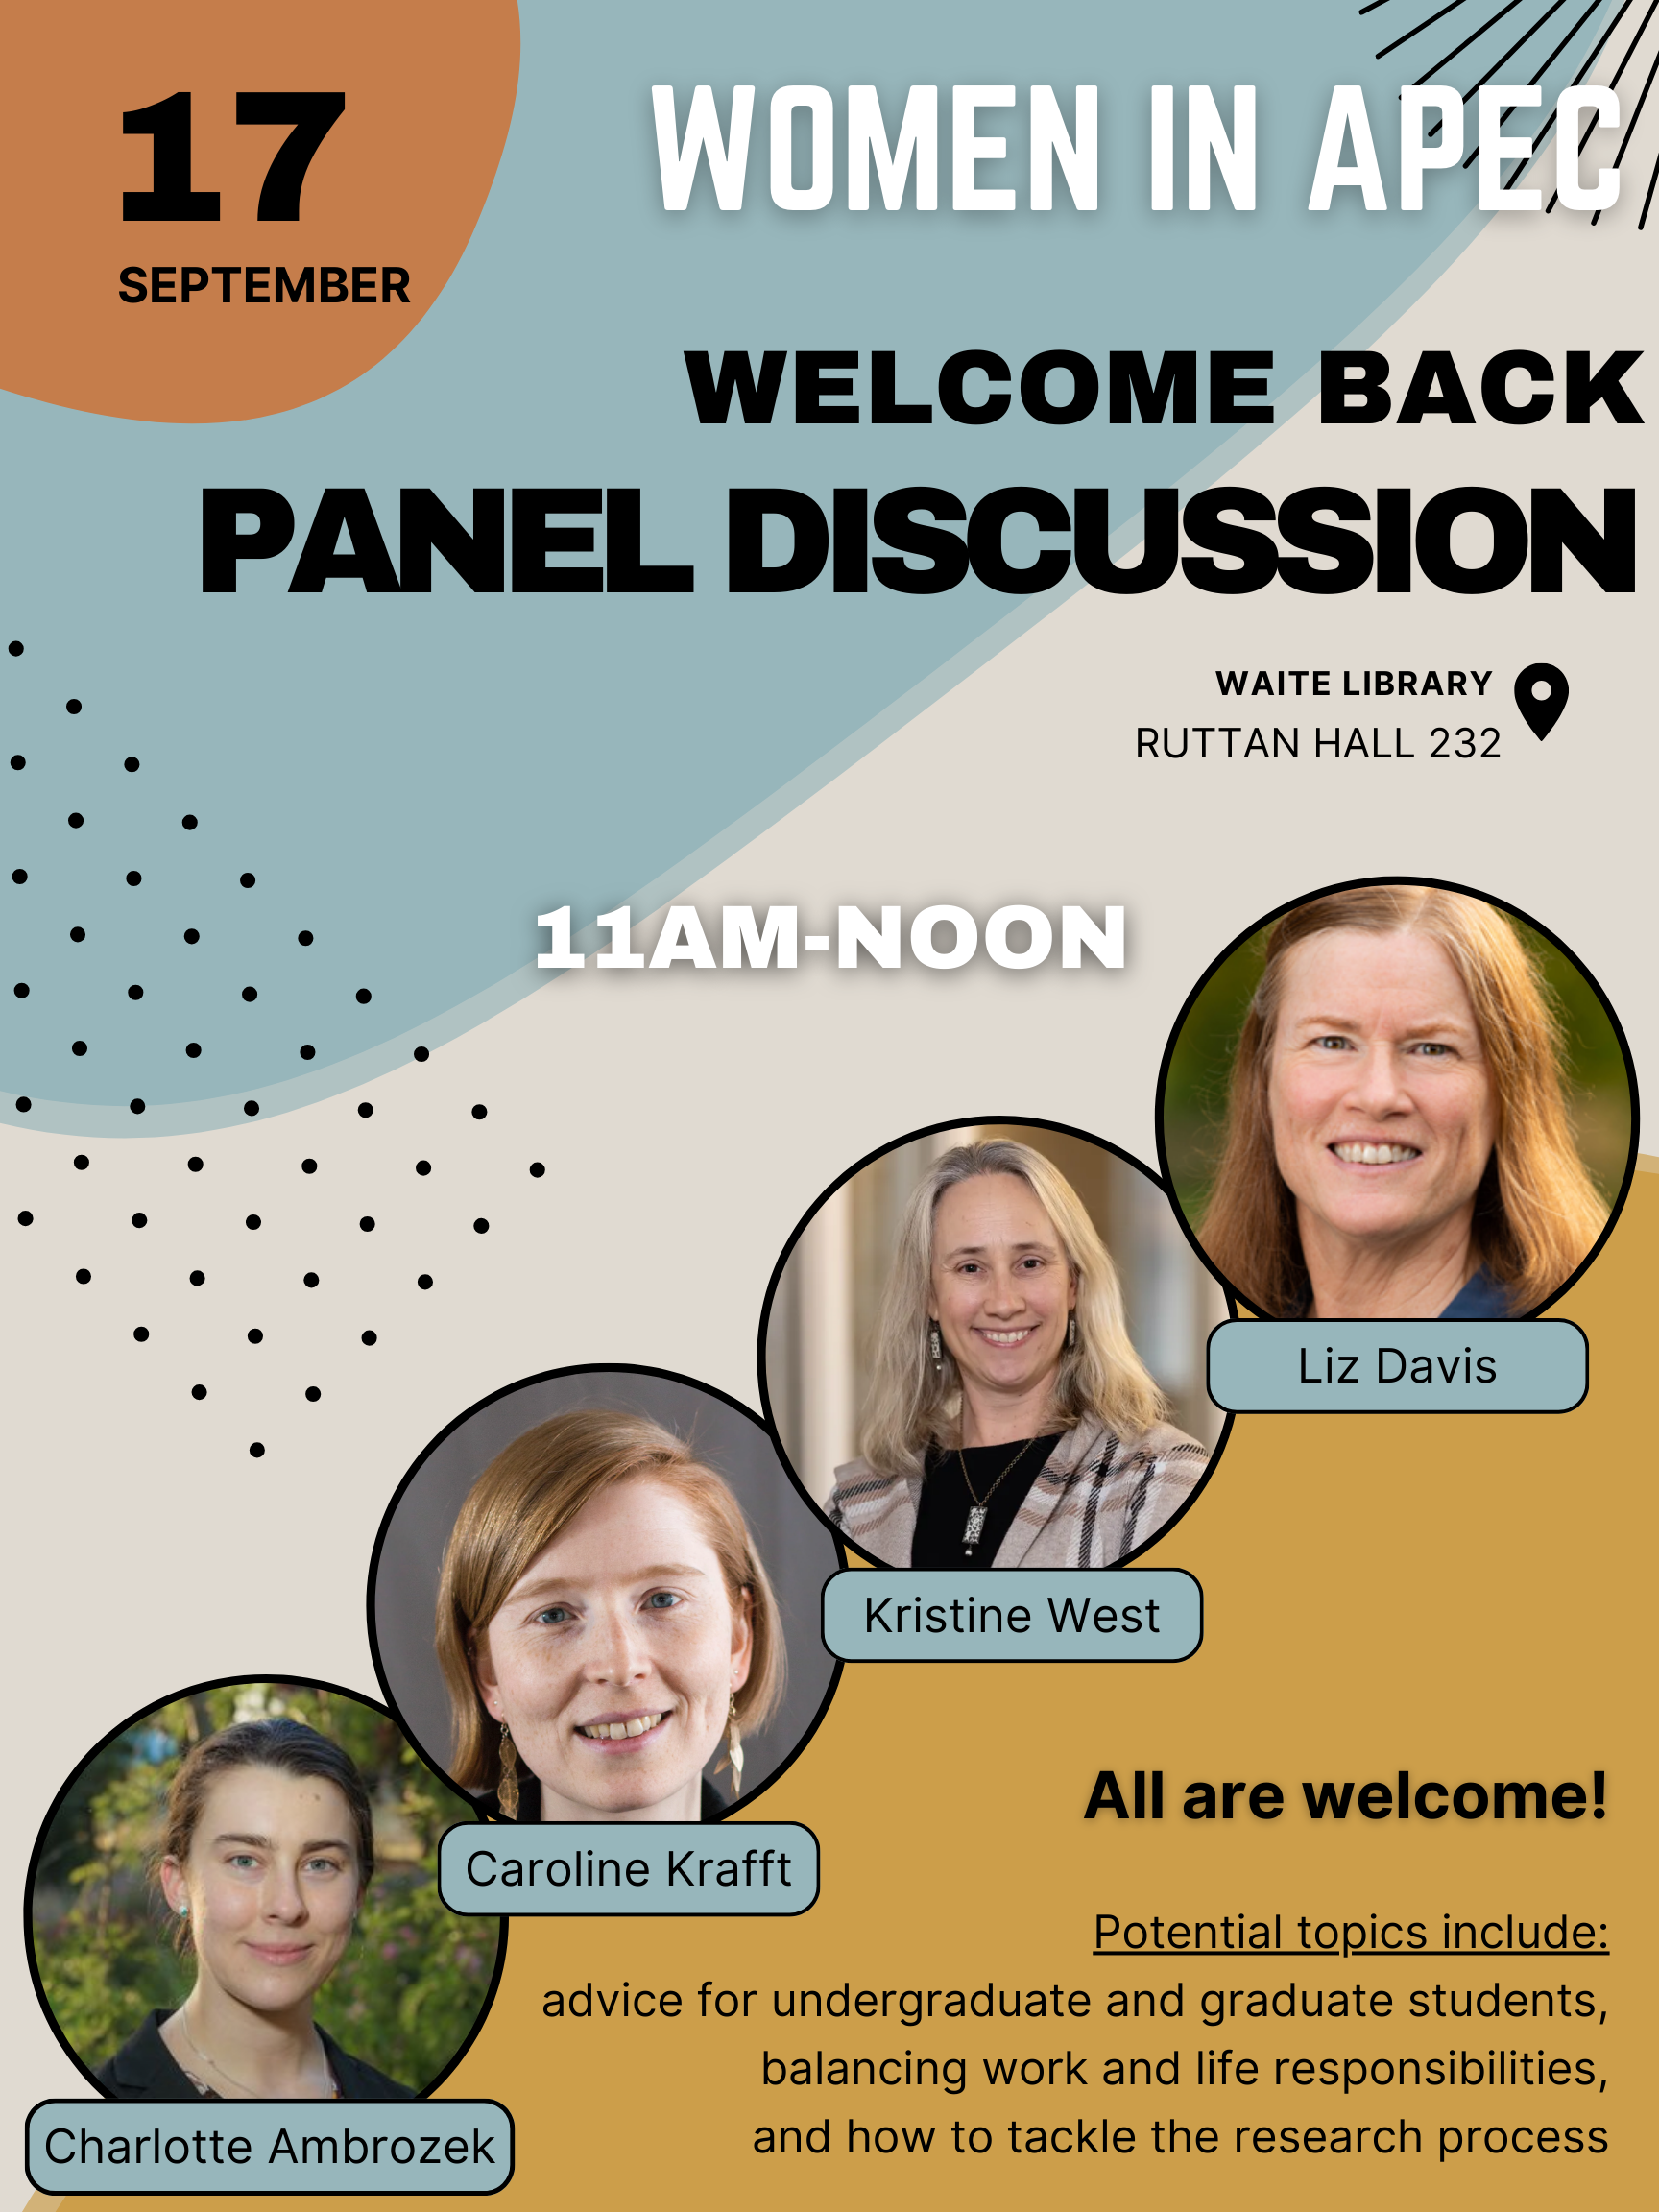 17
SEPTEMBER
WOMEN IN APEC
WELCOME BACK
PANEL DISCUSSION
WAITE LIBRARY
RUTTAN HALL 232
11AM-NOON
Liz Davis
Kristine West
Caroline Krafft
Charlotte Ambrozek
All are welcome!
Potential topics include:
advice for undergraduate and graduate students,
balancing work and life responsibilities,
and how to tackle the research process